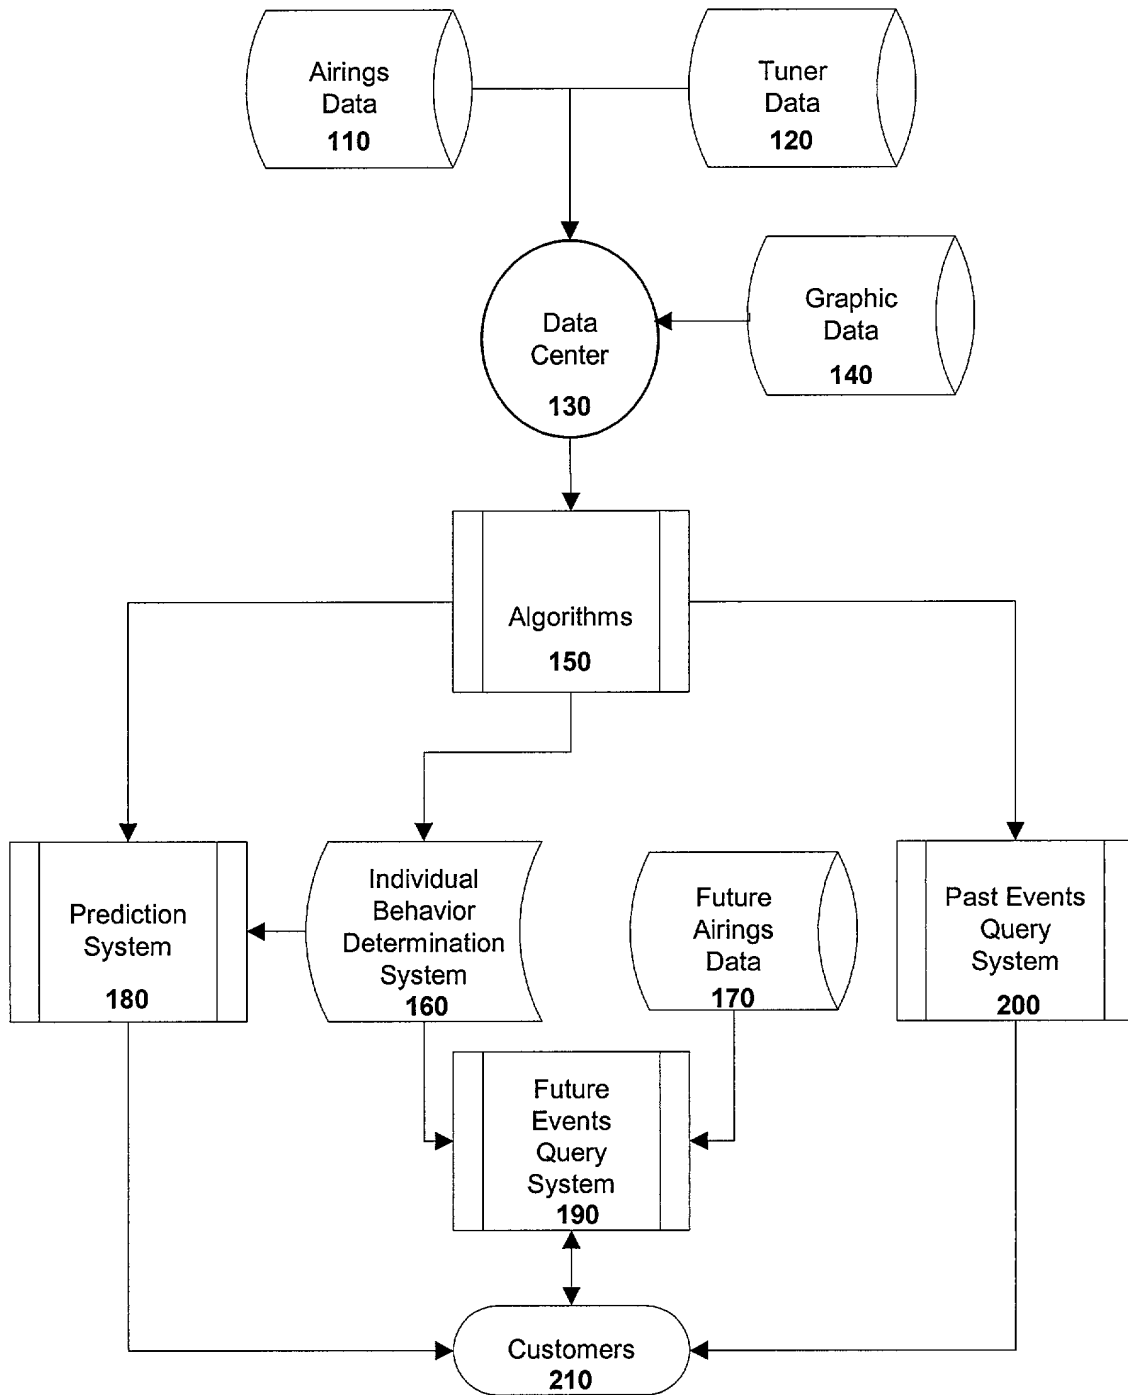 Airings
Data
110
Tuner
Data
120
Data
Center
130
Graphic
Data
140
Algorithms
150
Prediction
System
180
Individual
Behavior
Determination
System
160
Future
Airings
Data
170
Past Events
Query
System
200
Future
Events
Query
System
190
Customers
210